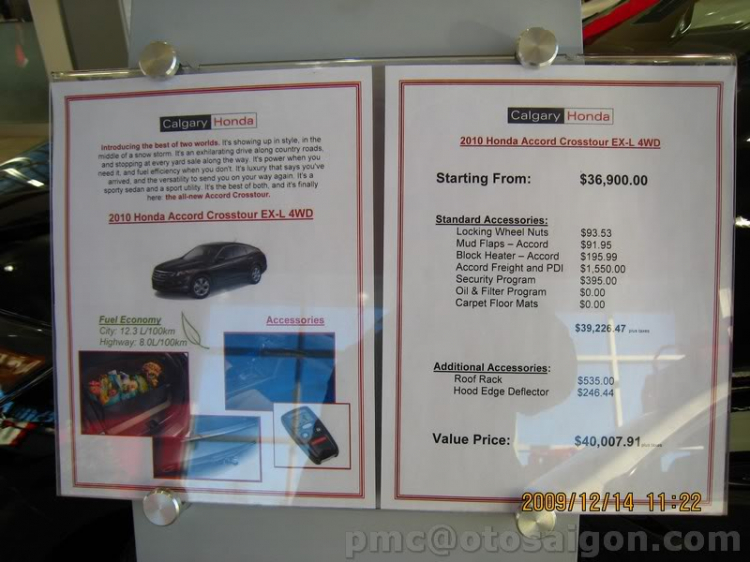 Calgary Honda
Introducing the best of two worlds. It's showing up in style, in the
middle of a snow storm. It's an exhilarating drive along country roads,
and stopping at every yard sale along the way. It's power when you
need it, and fuel efficiency when you don't. It's luxury that says you've
arrived, and the versatility to send you on your way again. It's a
sporty sedan and a sport utility. It's the best of both, and it's finally
here: the all-new Accord Crosstour.
2010 Honda Accord Crosstour EX-L 4WD
Fuel Economy
City: 12.3 L/100km
Highway: 8.0L/100km
Accessories
Calgary Honda
2010 Honda Accord Crosstour EX-L 4WD
Starting From: $36,900.00
Standard Accessories:
Locking Wheel Nuts $93.53
Mud Flaps – Accord $91.95
Block Heater – Accord $195.99
Accord Freight and PDI $1,550.00
Security Program $395.00
Oil & Filter Program $0.00
Carpet Floor Mats $0.00
$39,226.47 plus taxes
Additional Accessories:
Roof Rack $535.00
Hood Edge Deflector $246.44
Value Price: $40,007.91 plus taxes
2009/12/14 11:22
pmc@otosaigon.com